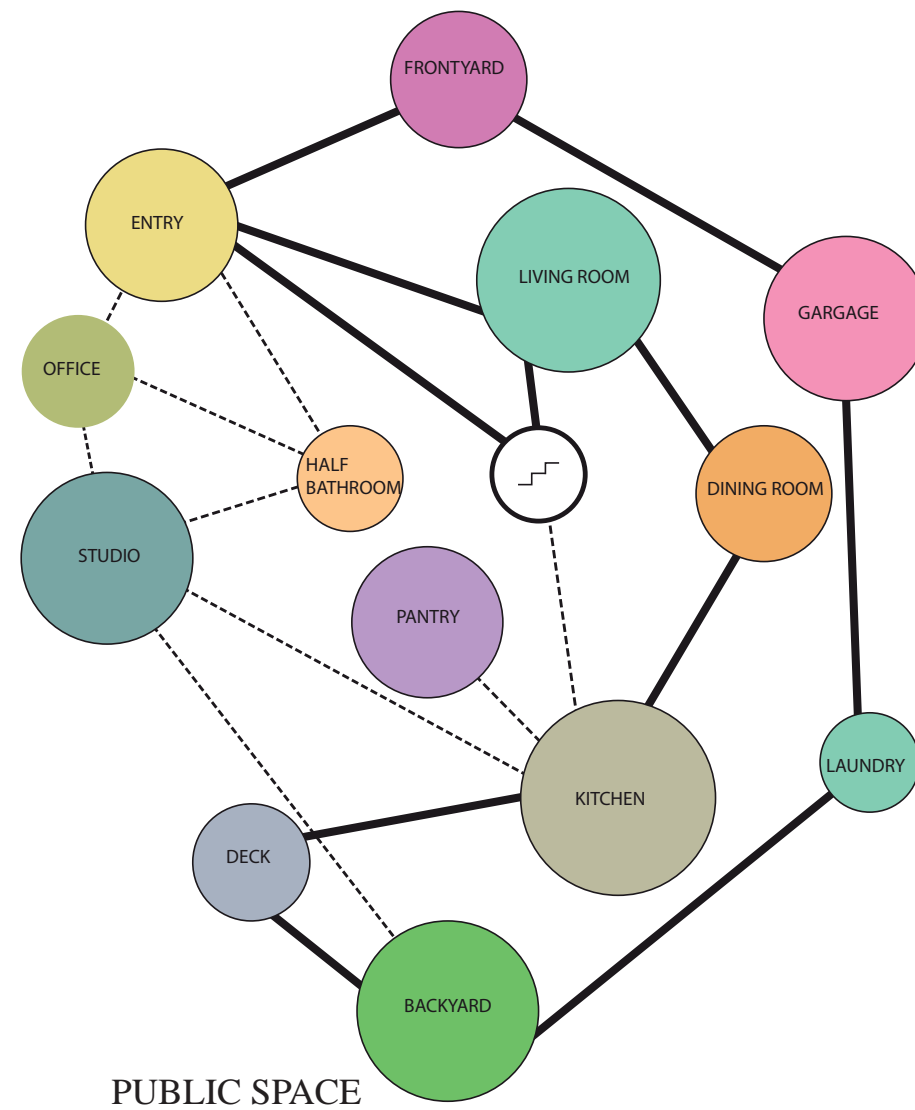 FRONTYARD
ENTRY
LIVING ROOM
GARGAGE
OFFICE
HALF
BATHROOM
DINING ROOM
STUDIO
PANTRY
LAUNDRY
KITCHEN
DECK
BACKYARD
PUBLIC SPACE